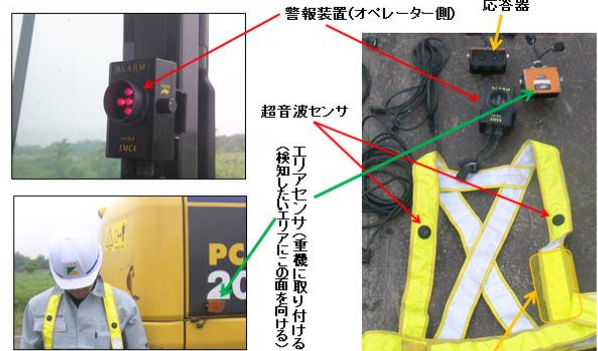 警報装置(オペレーター側)
応答器
ALARM
EMCA
超音波センサ
エリアセンサ(重機に取り付ける
(検知したいエリアにこの面を向ける)
PC
20